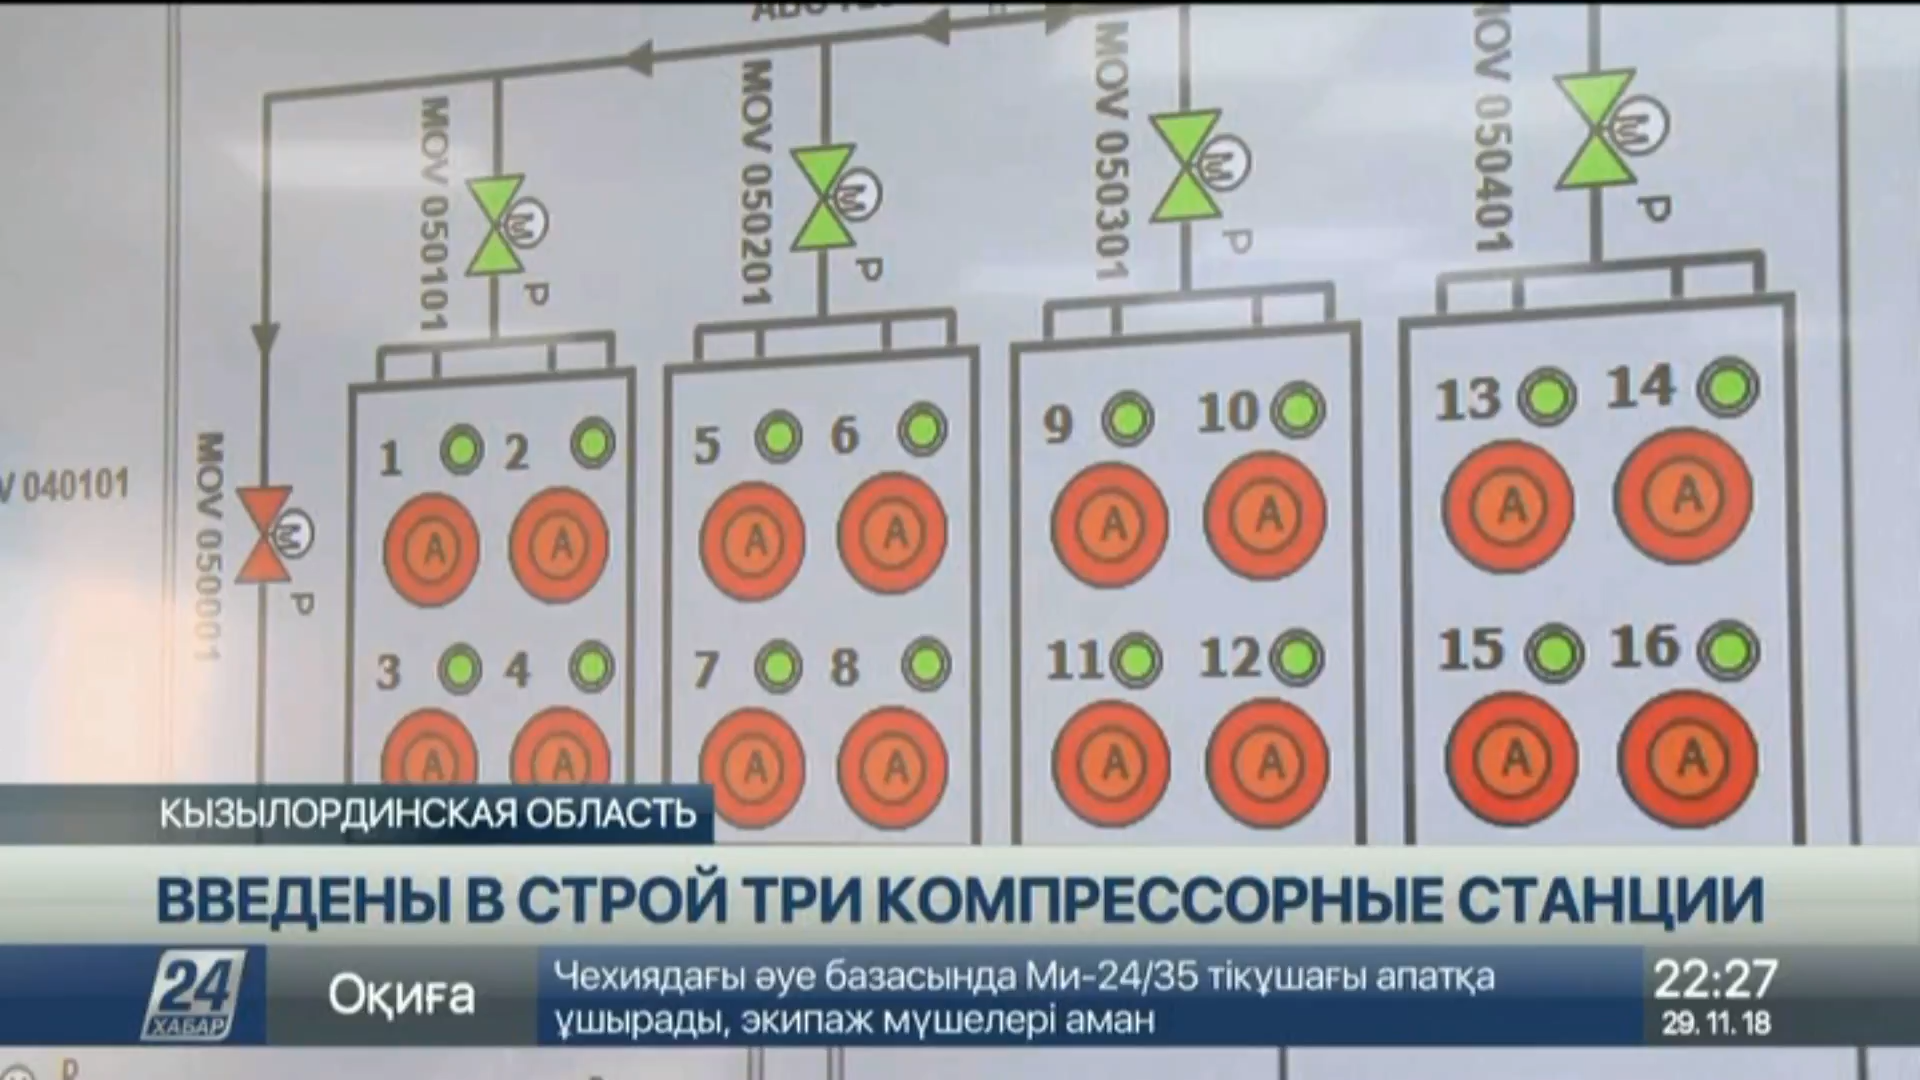 MOV 050101
MOV 050201
MOV 050301
MOV 050401
M
P
M
P
M
P
M
P
V 040101
MOV 050001
M
P
1 2 5 6 9 10 13 14
A A A A A A A A
3 4 7 8 11 12 15 16
A A A A A A A A
КЫЗЫЛОРДИНСКАЯ ОБЛАСТЬ
ВВЕДЕНЫ В СТРОЙ ТРИ КОМПРЕССОРНЫЕ СТАНЦИИ
24
ХАБАР
Оқиға
Чехиядағы әуе базасында Ми-24/35 тікұшағы апатқа
ұшырады, экипаж мүшелері аман
22:27
29.11.18
P